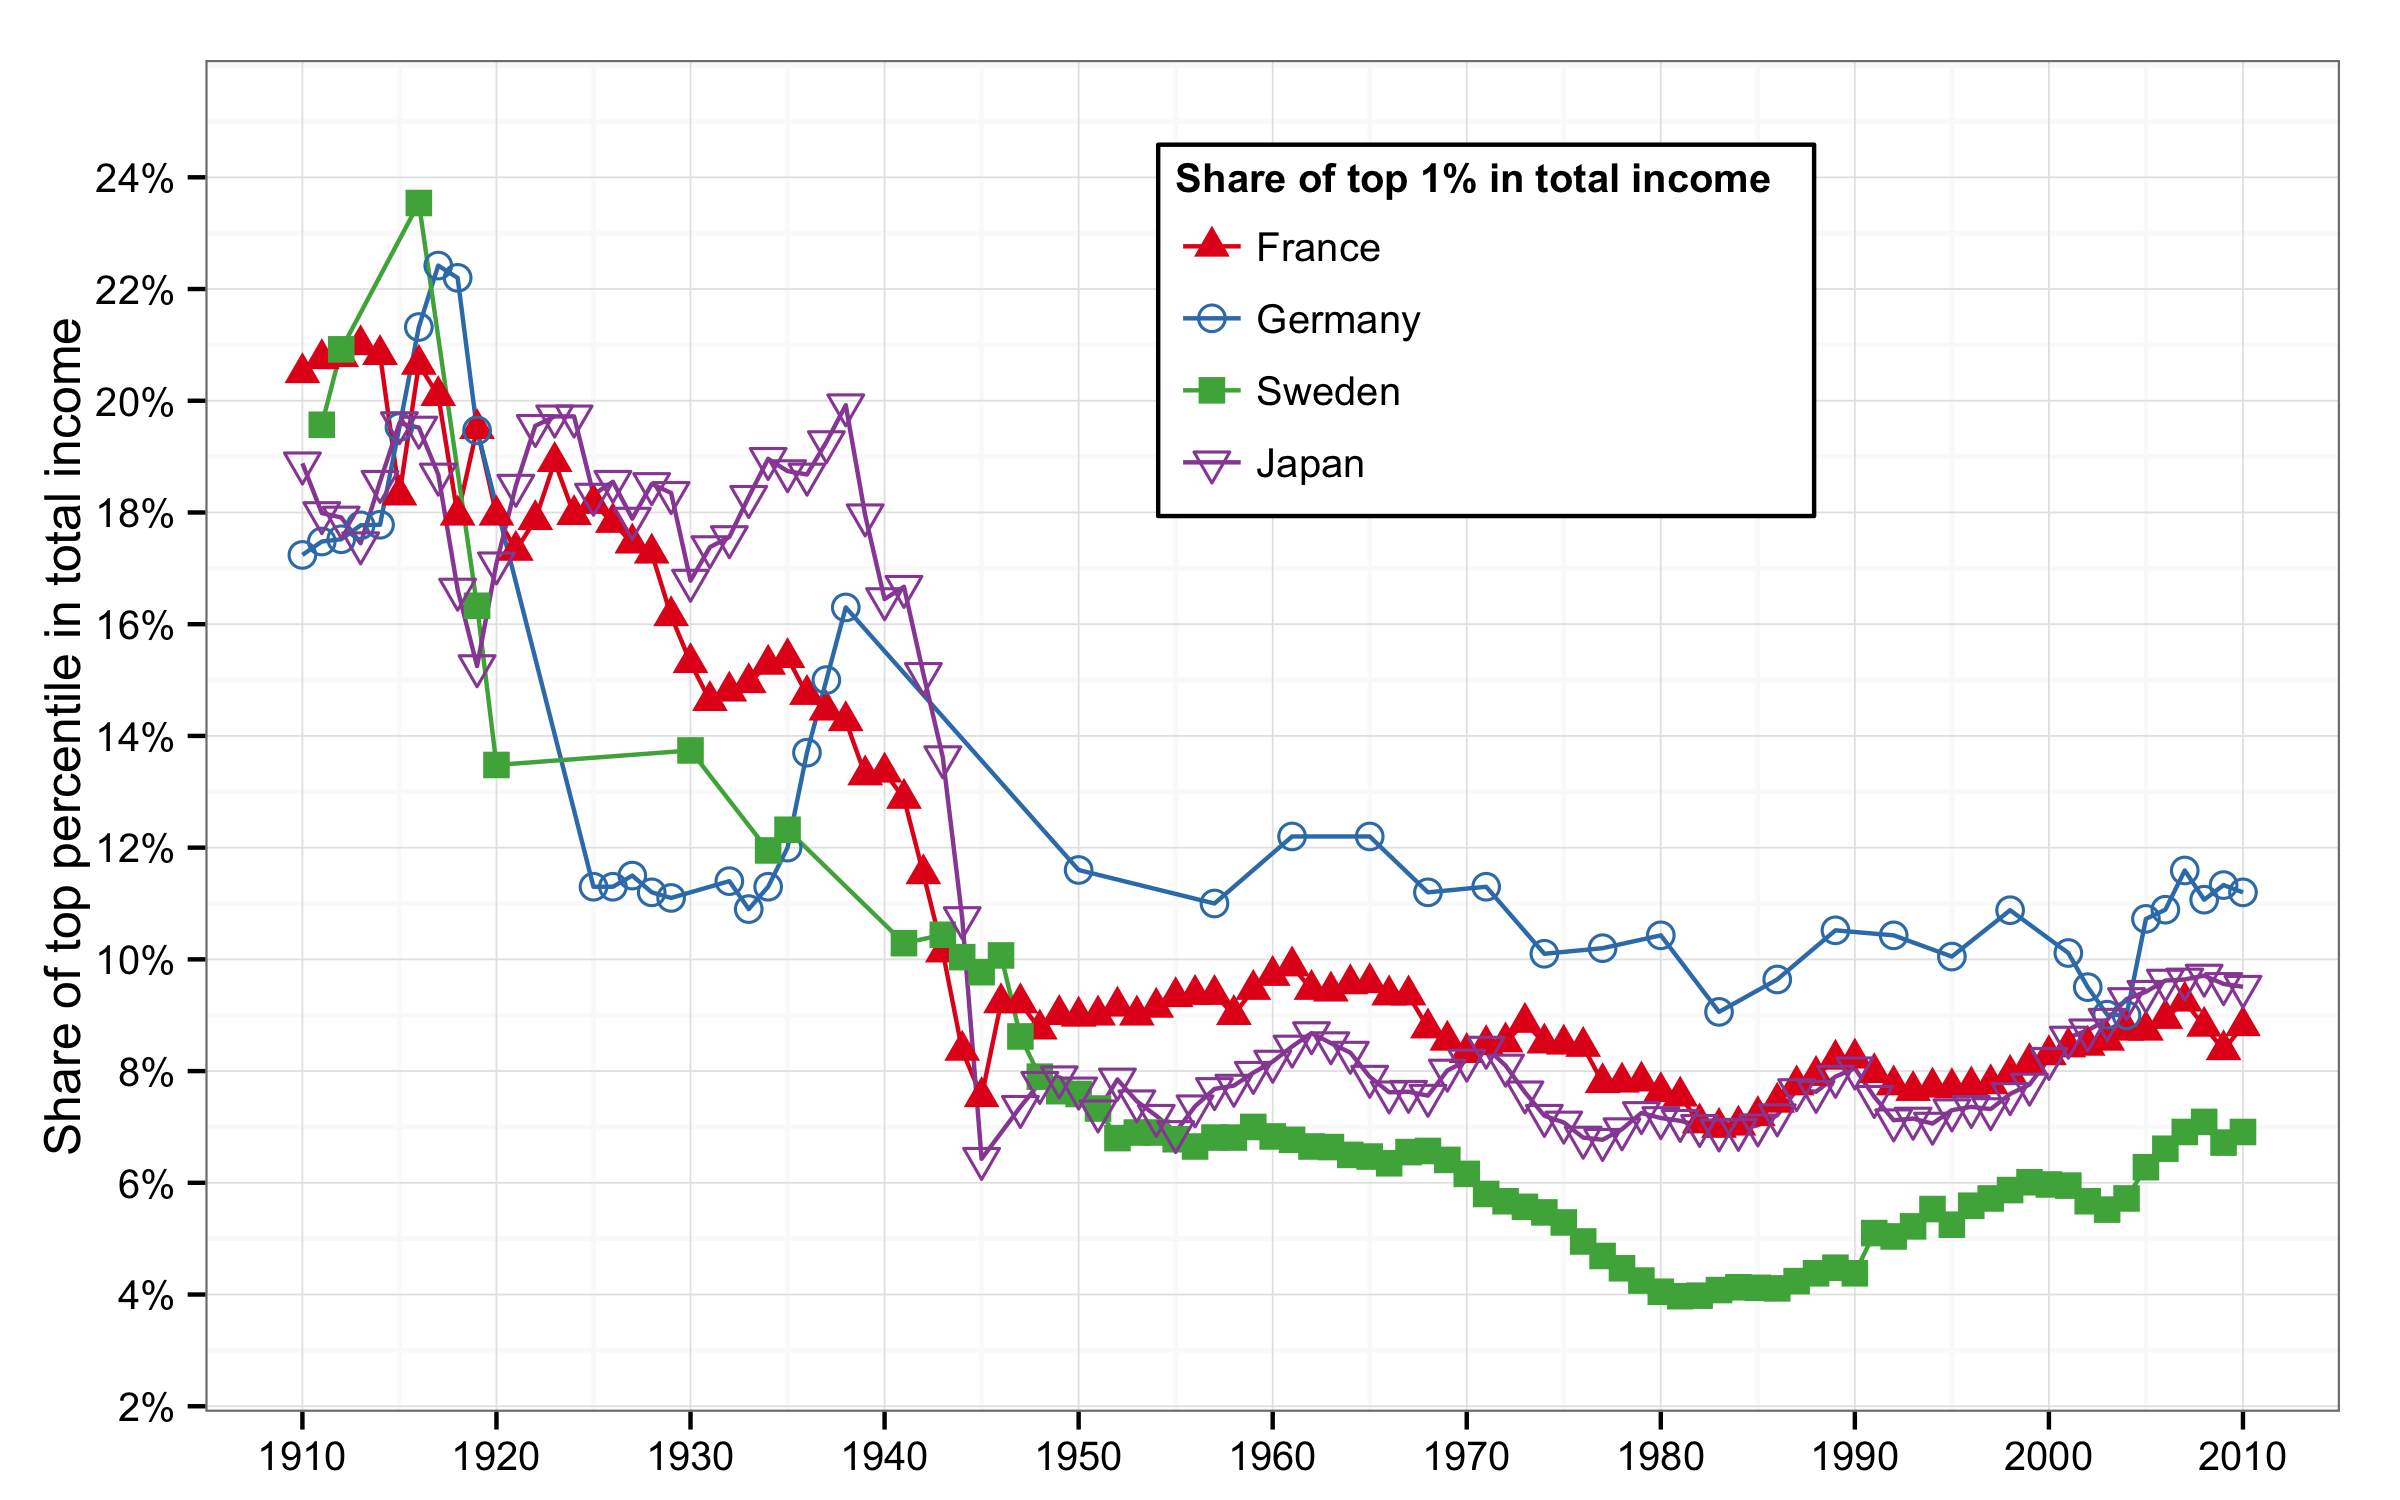 Share of top percentile in total income
24%
22%
20%
18%
16%
14%
12%
10%
8%
6%
4%
2%
Share of top 1% in total income
France
Germany
Sweden
Japan
1910 1920 1930 1940 1950 1960 1970 1980 1990 2000 2010